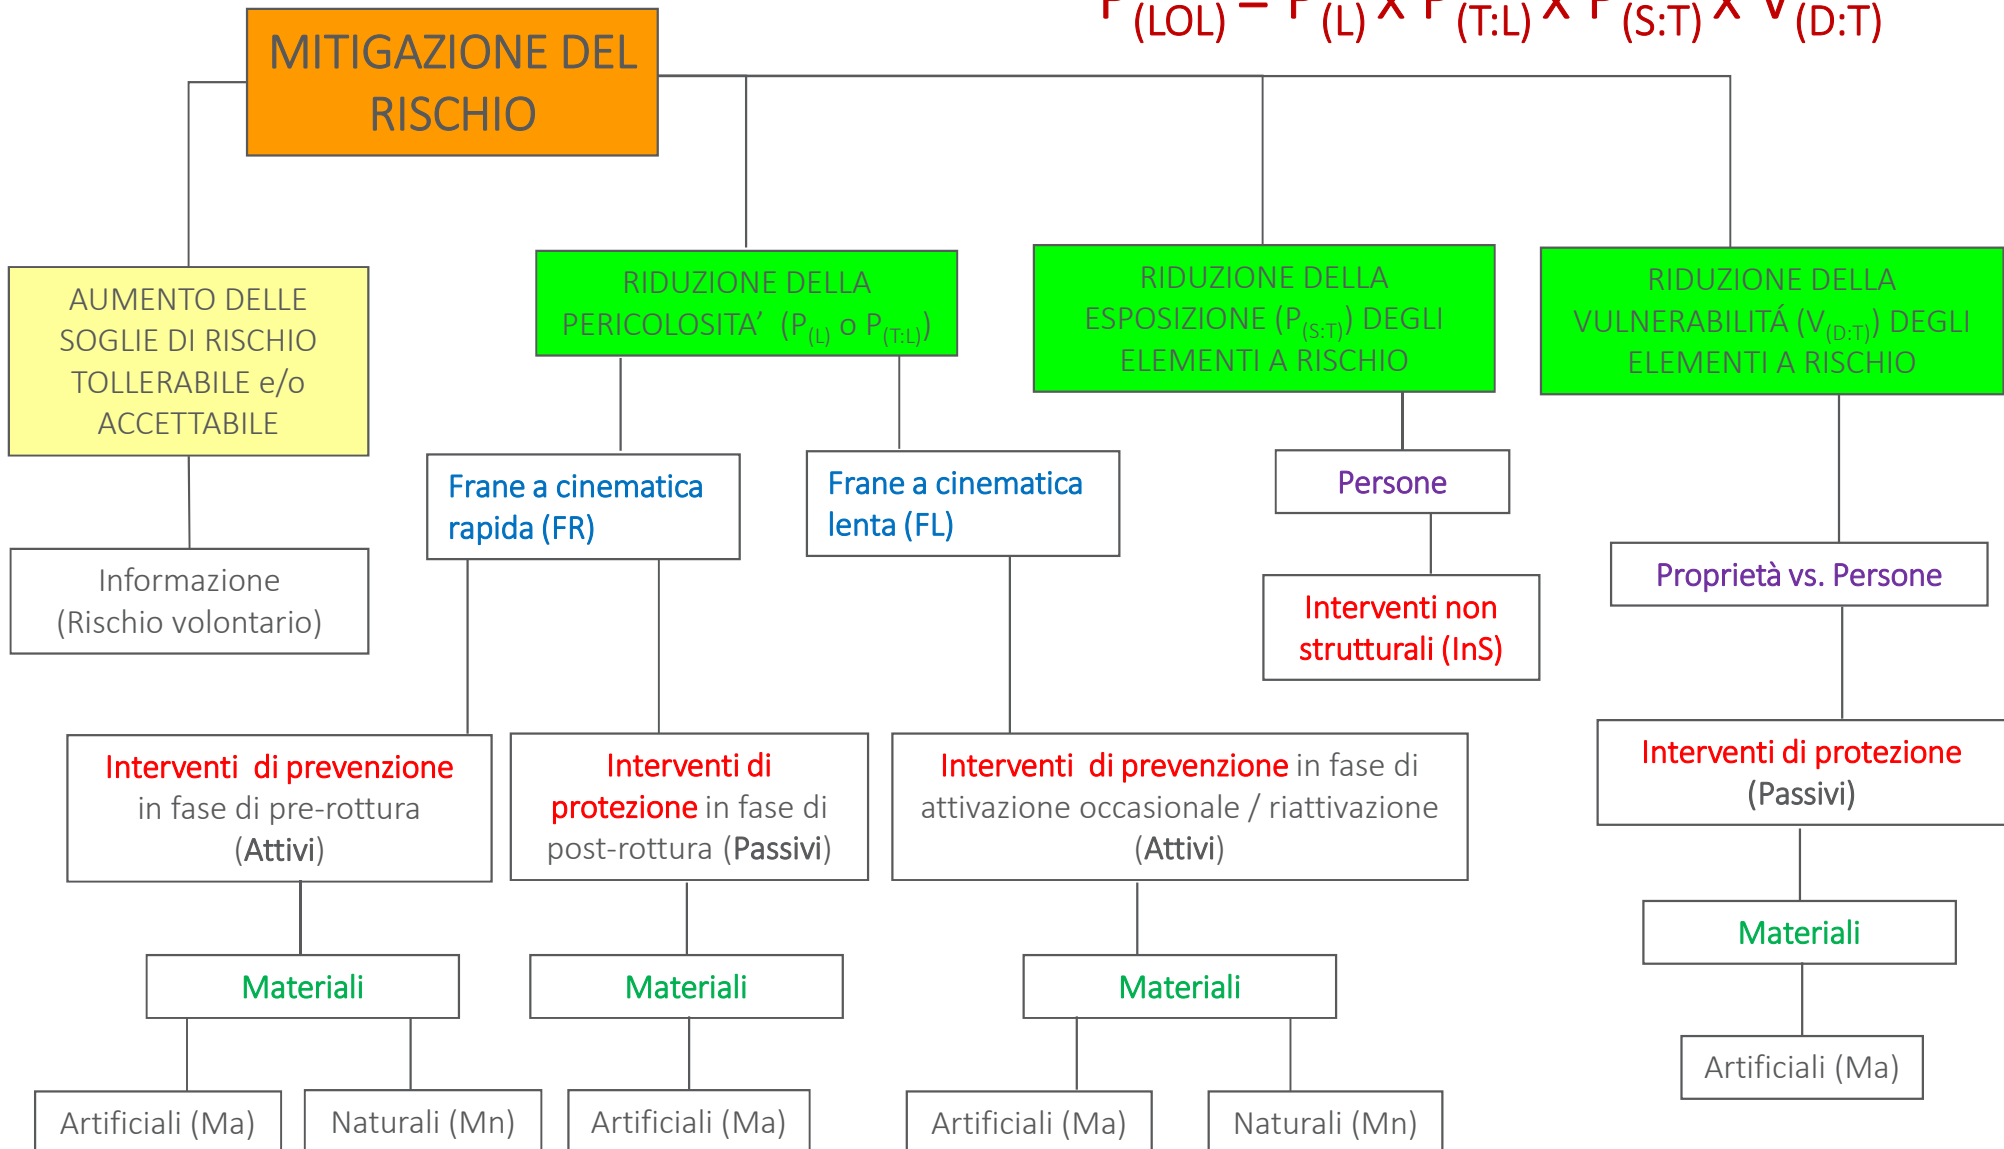 P(LOL) = P(L) x P(T:L) x P(S:T) x V(D:T)
MITIGAZIONE DEL
RISCHIO
AUMENTO DELLE
SOGLIE DI RISCHIO
TOLLERABILE e/o
ACCETTABILE
RIDUZIONE DELLA
PERICOLOSITA’ (P(L) o P(T:L))
RIDUZIONE DELLA
ESPOSIZIONE (P(S:T)) DEGLI
ELEMENTI A RISCHIO
RIDUZIONE DELLA
VULNERABILITÁ (V(D:T)) DEGLI
ELEMENTI A RISCHIO
Frane a cinematica
rapida (FR)
Frane a cinematica
lenta (FL)
Persone
Informazione
(Rischio volontario)
Interventi non
strutturali (InS)
Proprietà vs. Persone
Interventi di prevenzione
in fase di pre-rottura
(Attivi)
Interventi di
protezione in fase di
post-rottura (Passivi)
Interventi di prevenzione in fase di
attivazione occasionale / riattivazione
(Attivi)
Interventi di protezione
(Passivi)
Materiali
Materiali
Materiali
Materiali
Artificiali (Ma)
Naturali (Mn)
Artificiali (Ma)
Artificiali (Ma)
Naturali (Mn)
Artificiali (Ma)